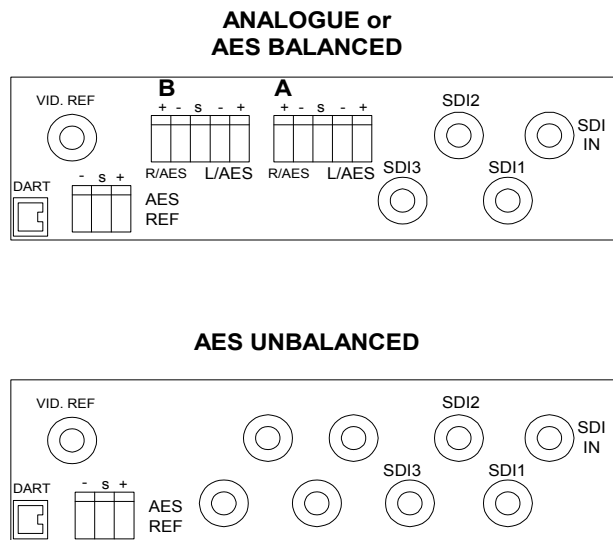 ANALOGUE or
AES BALANCED
B
A
+ - s - +
+ - s - +
VID. REF
SDI2
SDI
IN
R/AES L/AES
R/AES L/AES
SDI3
SDI1
DART
- s +
AES
REF
AES UNBALANCED
VID. REF
SDI2
SDI
IN
SDI3
SDI1
DART
- s +
AES
REF